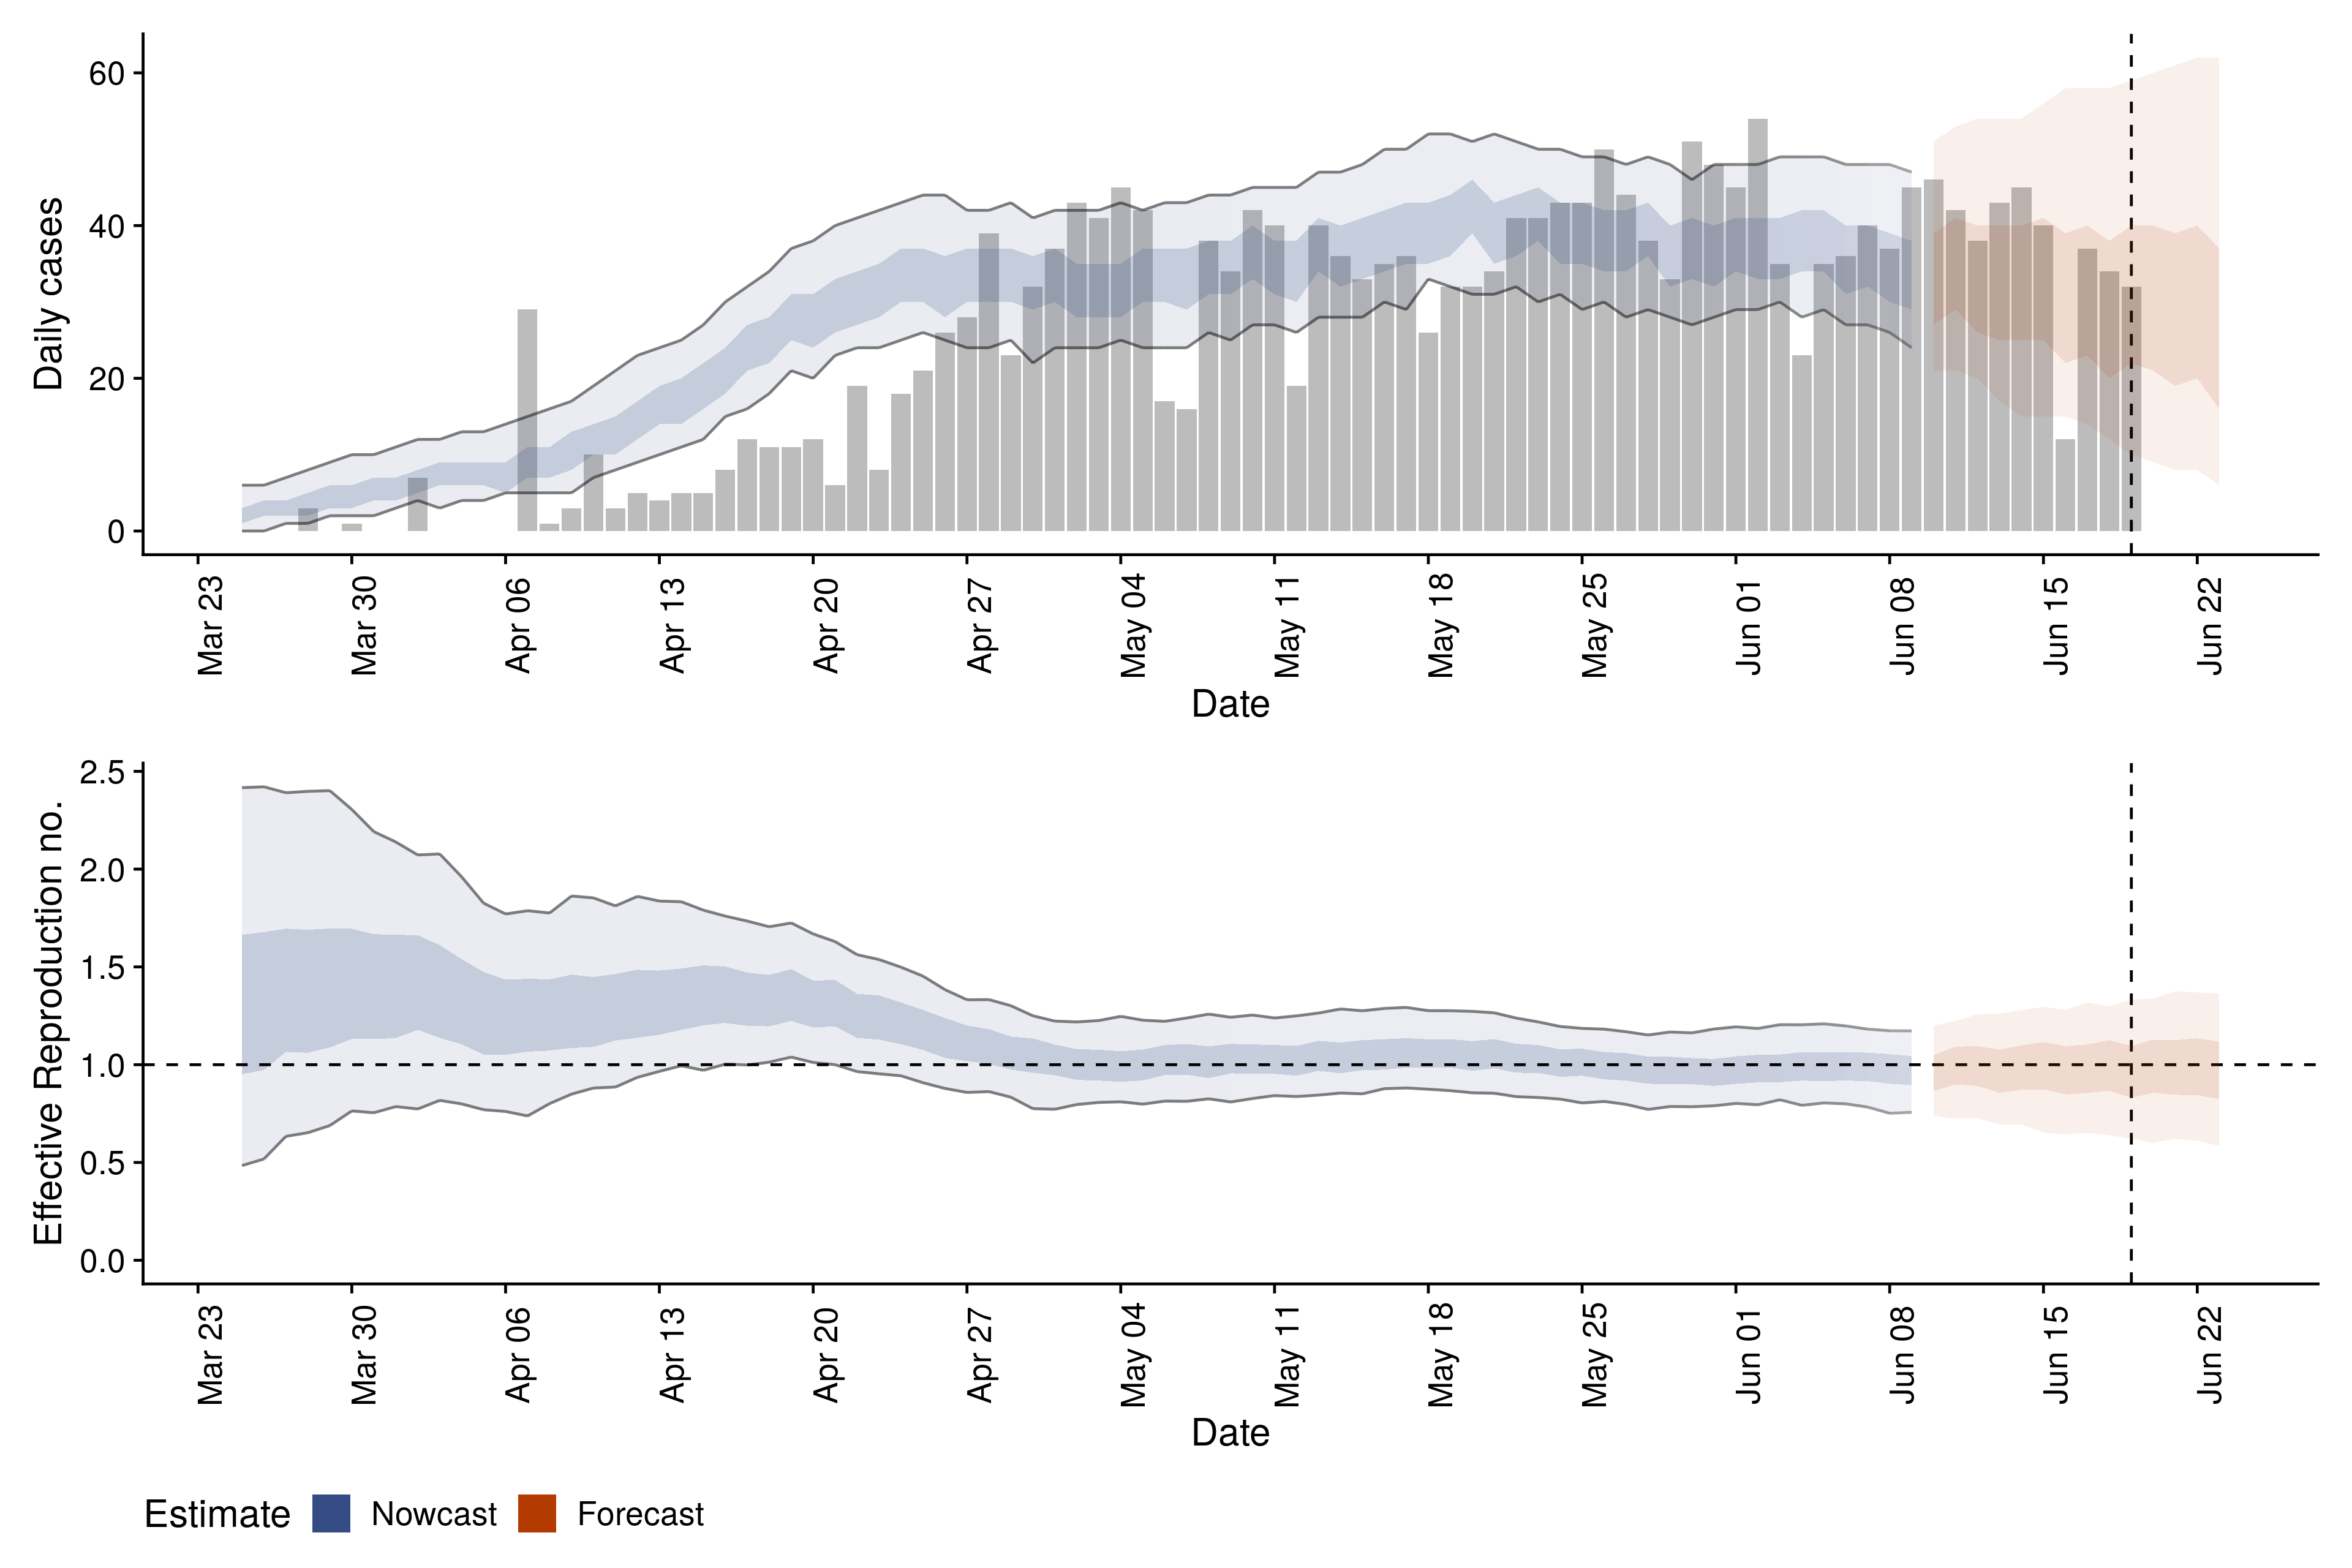 Daily cases
60
40
20
0
Mar 23
Mar 30
Apr 06
Apr 13
Apr 20
Apr 27
May 04
May 11
May 18
May 25
Jun 01
Jun 08
Jun 15
Jun 22
Date
Effective Reproduction no.
2.5
2.0
1.5
1.0
0.5
0.0
Mar 23
Mar 30
Apr 06
Apr 13
Apr 20
Apr 27
May 04
May 11
May 18
May 25
Jun 01
Jun 08
Jun 15
Jun 22
Date
Estimate Nowcast Forecast